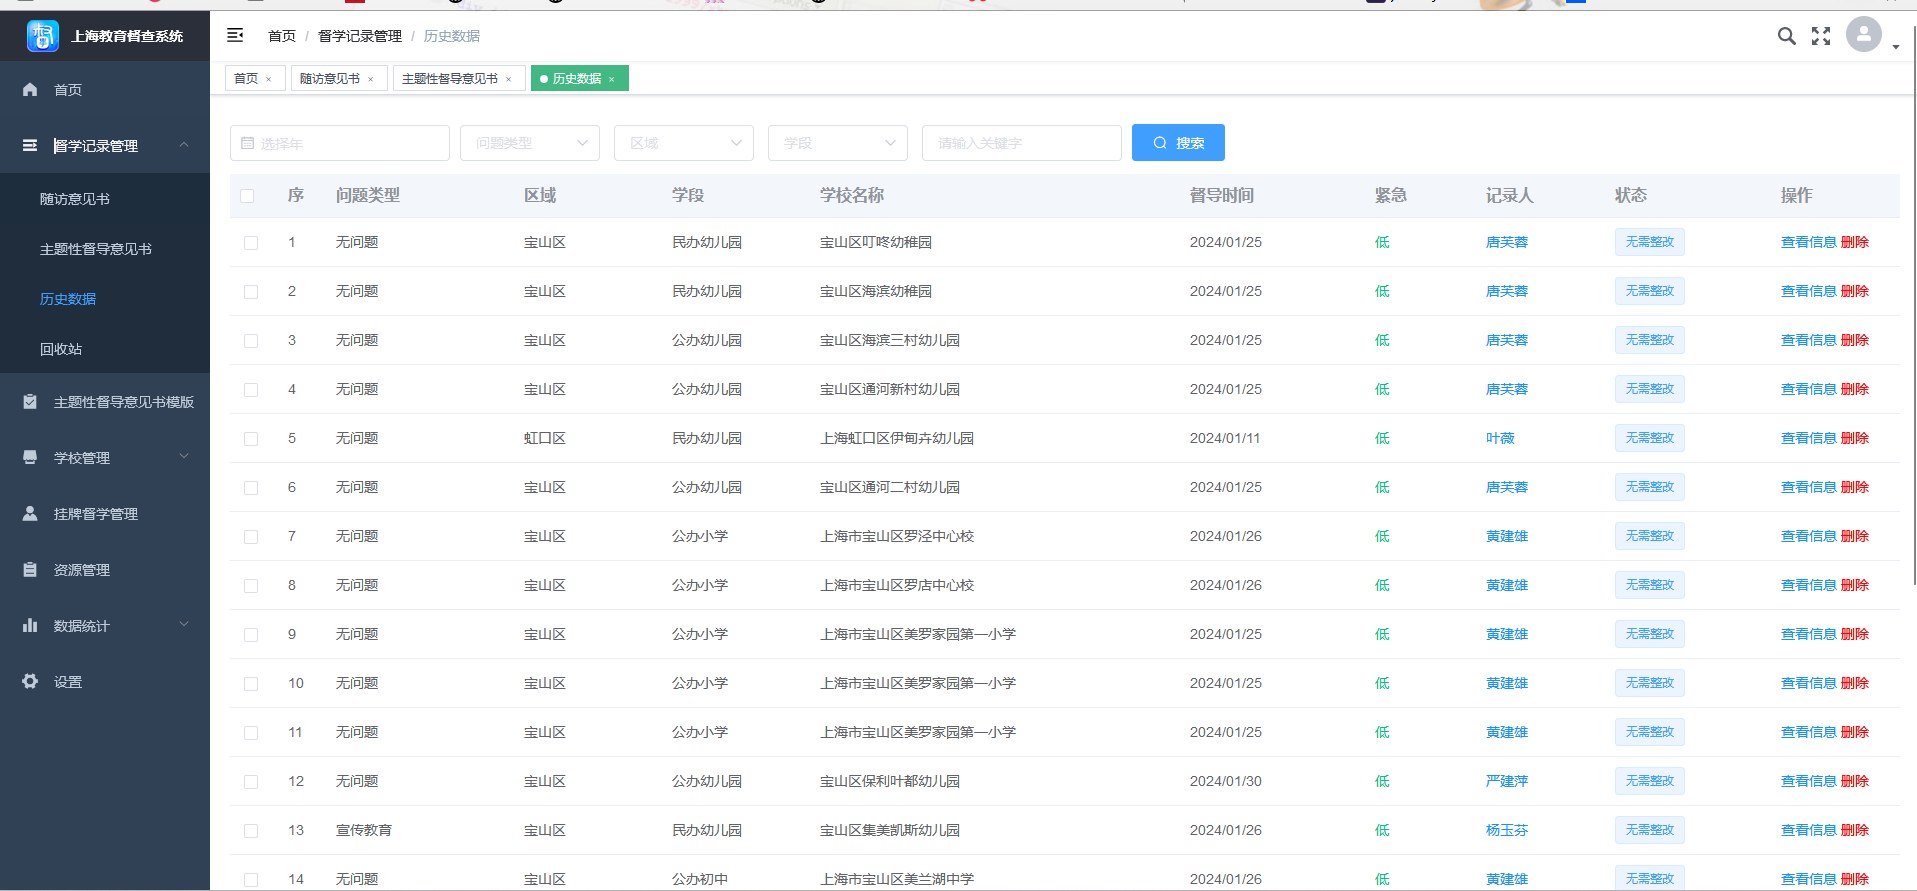 上海教育督查系统
首页 / 督学记录管理 / 历史数据
首页 × 随访意见书 × 主题性督导意见书 × 历史数据 ×
首页
督学记录管理
随访意见书
主题性督导意见书
历史数据
回收站
主题性督导意见书模版
学校管理
挂牌督学管理
资源管理
数据统计
设置
选择年 问题类型 区域 学段 请输入关键字 搜索
序 问题类型 区域 学段 学校名称 督导时间 紧急 记录人 状态 操作
1 无问题 宝山区 民办幼儿园 宝山区叮咚幼稚园 2024/01/25 低 唐芙蓉 无需整改 查看信息 删除
2 无问题 宝山区 民办幼儿园 宝山区海滨幼稚园 2024/01/25 低 唐芙蓉 无需整改 查看信息 删除
3 无问题 宝山区 公办幼儿园 宝山区海滨三村幼儿园 2024/01/25 低 唐芙蓉 无需整改 查看信息 删除
4 无问题 宝山区 公办幼儿园 宝山区通河新村幼儿园 2024/01/25 低 唐芙蓉 无需整改 查看信息 删除
5 无问题 虹口区 民办幼儿园 上海虹口区伊甸卉幼儿园 2024/01/11 低 叶薇 无需整改 查看信息 删除
6 无问题 宝山区 公办幼儿园 宝山区通河二村幼儿园 2024/01/25 低 唐芙蓉 无需整改 查看信息 删除
7 无问题 宝山区 公办小学 上海市宝山区罗泾中心校 2024/01/26 低 黄建雄 无需整改 查看信息 删除
8 无问题 宝山区 公办小学 上海市宝山区罗店中心校 2024/01/26 低 黄建雄 无需整改 查看信息 删除
9 无问题 宝山区 公办小学 上海市宝山区美罗家园第一小学 2024/01/25 低 黄建雄 无需整改 查看信息 删除
10 无问题 宝山区 公办小学 上海市宝山区美罗家园第一小学 2024/01/25 低 黄建雄 无需整改 查看信息 删除
11 无问题 宝山区 公办小学 上海市宝山区美罗家园第一小学 2024/01/25 低 黄建雄 无需整改 查看信息 删除
12 无问题 宝山区 公办幼儿园 宝山区保利叶都幼儿园 2024/01/30 低 严建萍 无需整改 查看信息 删除
13 宣传教育 宝山区 民办幼儿园 宝山区集美凯斯幼儿园 2024/01/26 低 杨玉芬 无需整改 查看信息 删除
14 无问题 宝山区 公办初中 上海市宝山区美兰湖中学 2024/01/26 低 黄建雄 无需整改 查看信息 删除